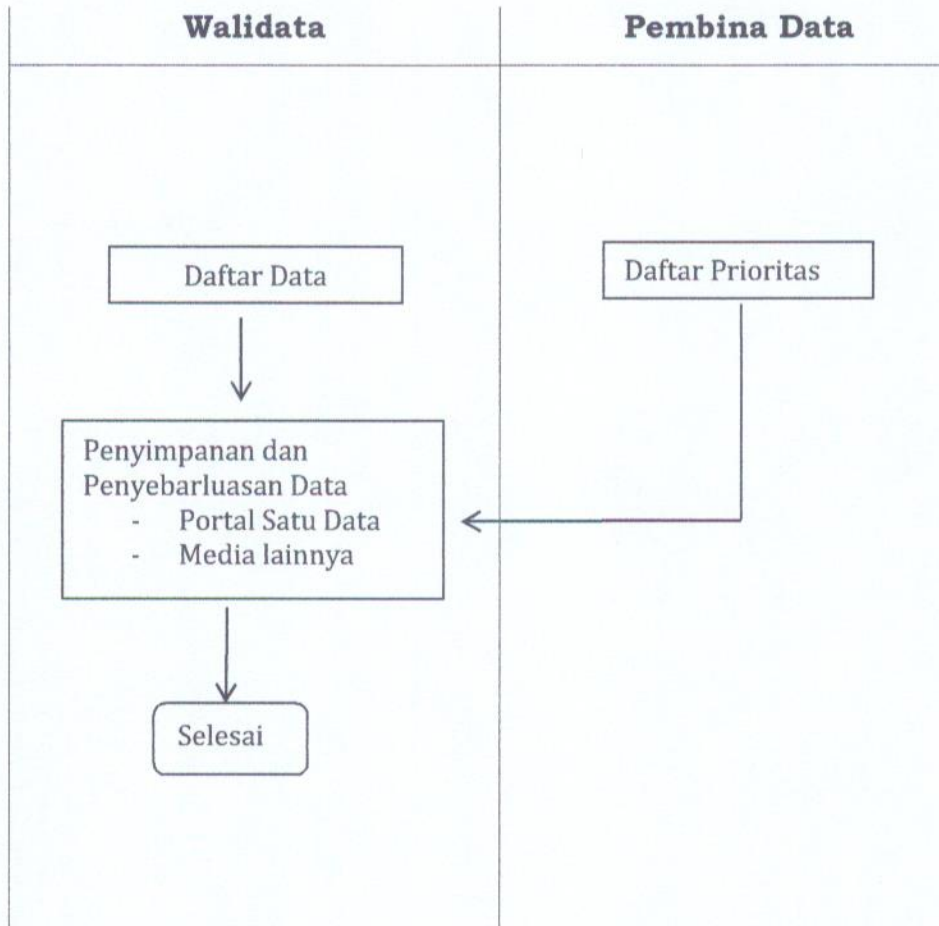 Walidata
Pembina Data
Daftar Data
Daftar Prioritas
Penyimpanan dan
Penyebarluasan Data
- Portal Satu Data
- Media lainnya
Selesai